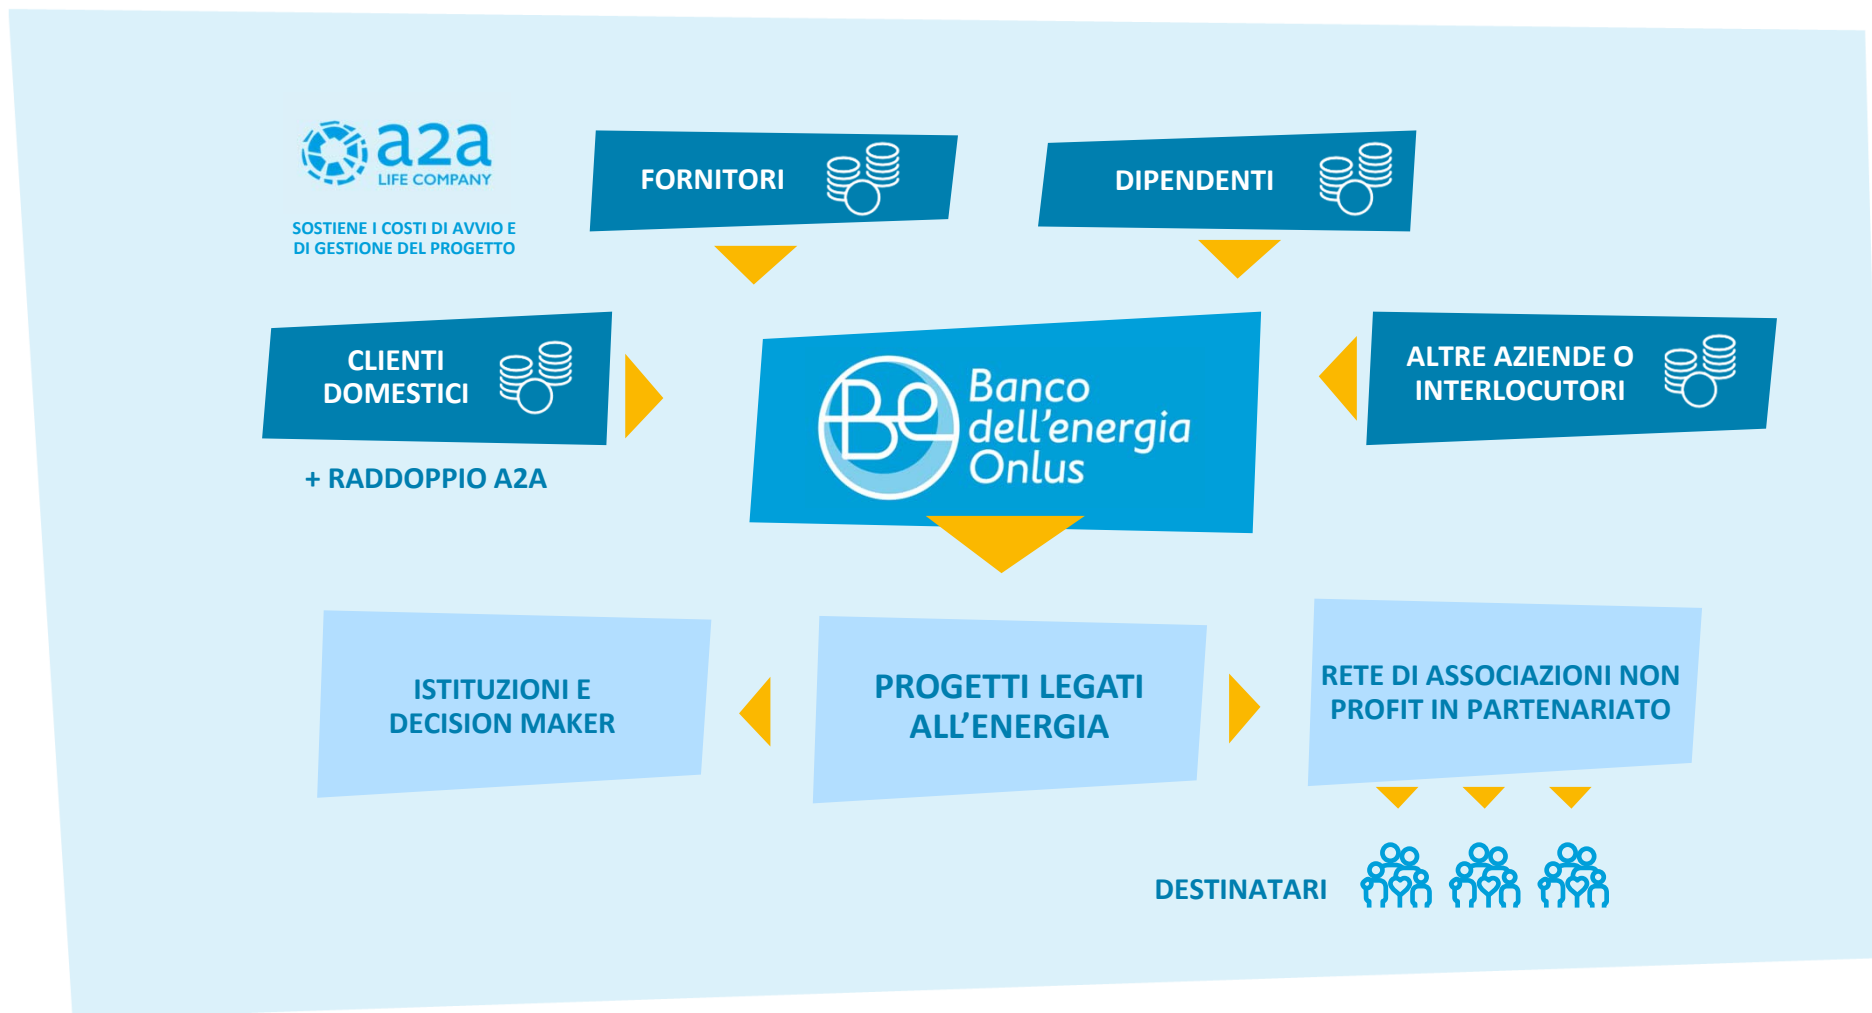 a2a
LIFE COMPANY
SOSTIENE I COSTI DI AVVIO E
DI GESTIONE DEL PROGETTO
FORNITORI
DIPENDENTI
CLIENTI
DOMESTICI
+ RADDOPPIO A2A
Be
Banco
dell'energia
Onlus
ALTRE AZIENDE O
INTERLOCUTORI
ISTITUZIONI E
DECISION MAKER
PROGETTI LEGATI
ALL’ENERGIA
RETE DI ASSOCIAZIONI NON
PROFIT IN PARTENARIATO
DESTINATARI